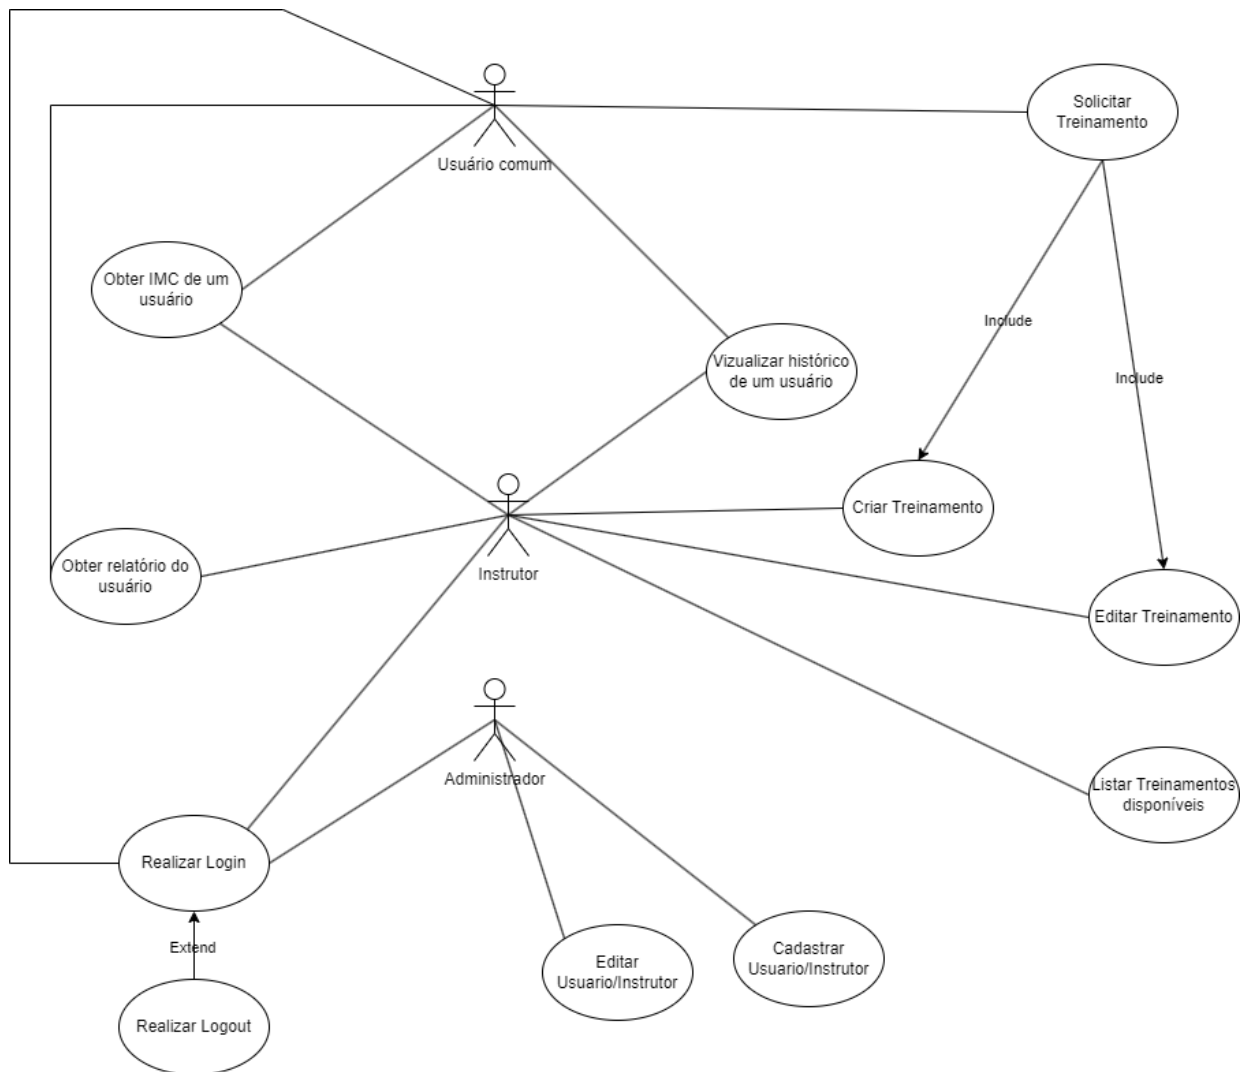 Solicitar
Treinamento
Usuário comum
Obter IMC de um
usuário
Include
Vizualizar histórico
de um usuário
Include
Criar Treinamento
Obter relatório do
usuário
Instrutor
Editar Treinamento
Administrador
Listar Treinamentos
disponíveis
Realizar Login
Extend
Editar
Usuario/Instrutor
Cadastrar
Usuario/Instrutor
Realizar Logout